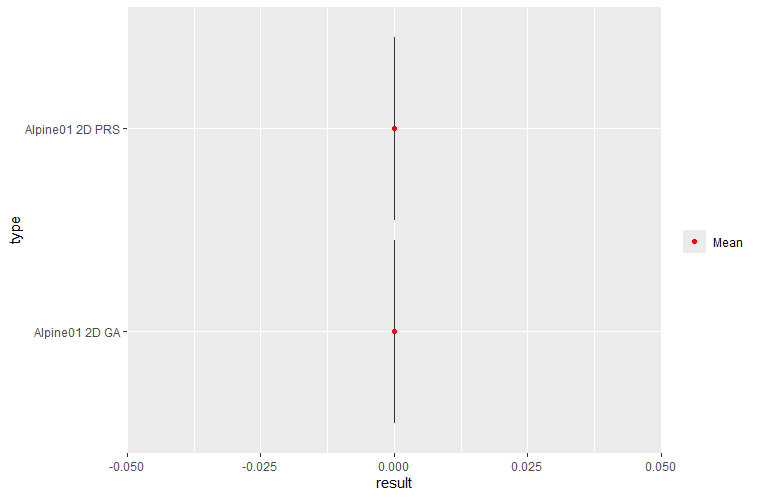 Alpine01 2D PRS
Alpine01 2D GA
type
-0.050
-0.025
0.000
0.025
0.050
result
Mean